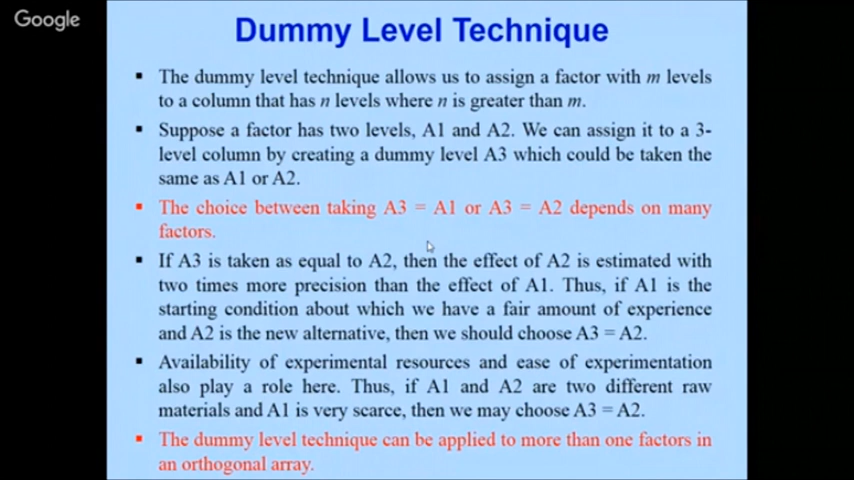 Google
Dummy Level Technique
▪ The dummy level technique allows us to assign a factor with m levels
to a column that has n levels where n is greater than m.
▪ Suppose a factor has two levels, A1 and A2. We can assign it to a 3-
level column by creating a dummy level A3 which could be taken the
same as A1 or A2.
▪ The choice between taking A3 = A1 or A3 = A2 depends on many
factors.
▪ If A3 is taken as equal to A2, then the effect of A2 is estimated with
two times more precision than the effect of A1. Thus, if A1 is the
starting condition about which we have a fair amount of experience
and A2 is the new alternative, then we should choose A3 = A2.
▪ Availability of experimental resources and ease of experimentation
also play a role here. Thus, if A1 and A2 are two different raw
materials and A1 is very scarce, then we may choose A3 = A2.
▪ The dummy level technique can be applied to more than one factors in
an orthogonal array.